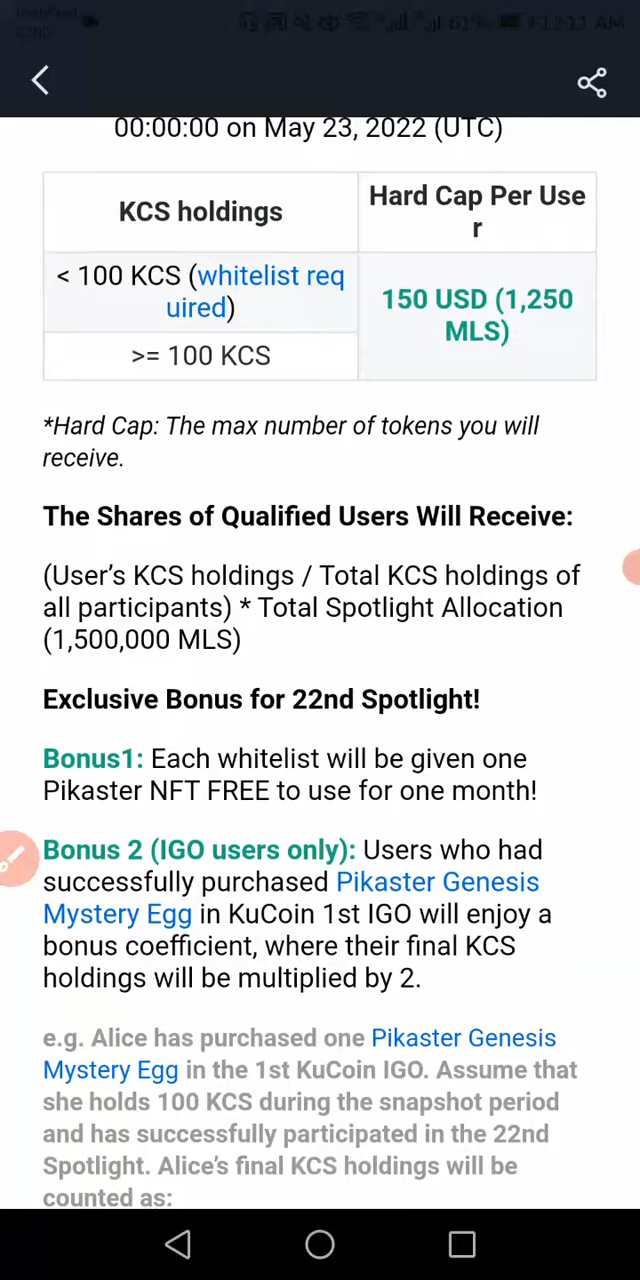 61% 12:11 AM
00:00:00 on May 23, 2022 (UTC)
KCS holdings
Hard Cap Per Use
r
< 100 KCS (whitelist req
uired)
150 USD (1,250
MLS)
>= 100 KCS
*Hard Cap: The max number of tokens you will
receive.
The Shares of Qualified Users Will Receive:
(User’s KCS holdings / Total KCS holdings of
all participants) * Total Spotlight Allocation
(1,500,000 MLS)
Exclusive Bonus for 22nd Spotlight!
Bonus1: Each whitelist will be given one
Pikaster NFT FREE to use for one month!
Bonus 2 (IGO users only): Users who had
successfully purchased Pikaster Genesis
Mystery Egg in KuCoin 1st IGO will enjoy a
bonus coefficient, where their final KCS
holdings will be multiplied by 2.
e.g. Alice has purchased one Pikaster Genesis
Mystery Egg in the 1st KuCoin IGO. Assume that
she holds 100 KCS during the snapshot period
and has successfully participated in the 22nd
Spotlight. Alice’s final KCS holdings will be
counted as: